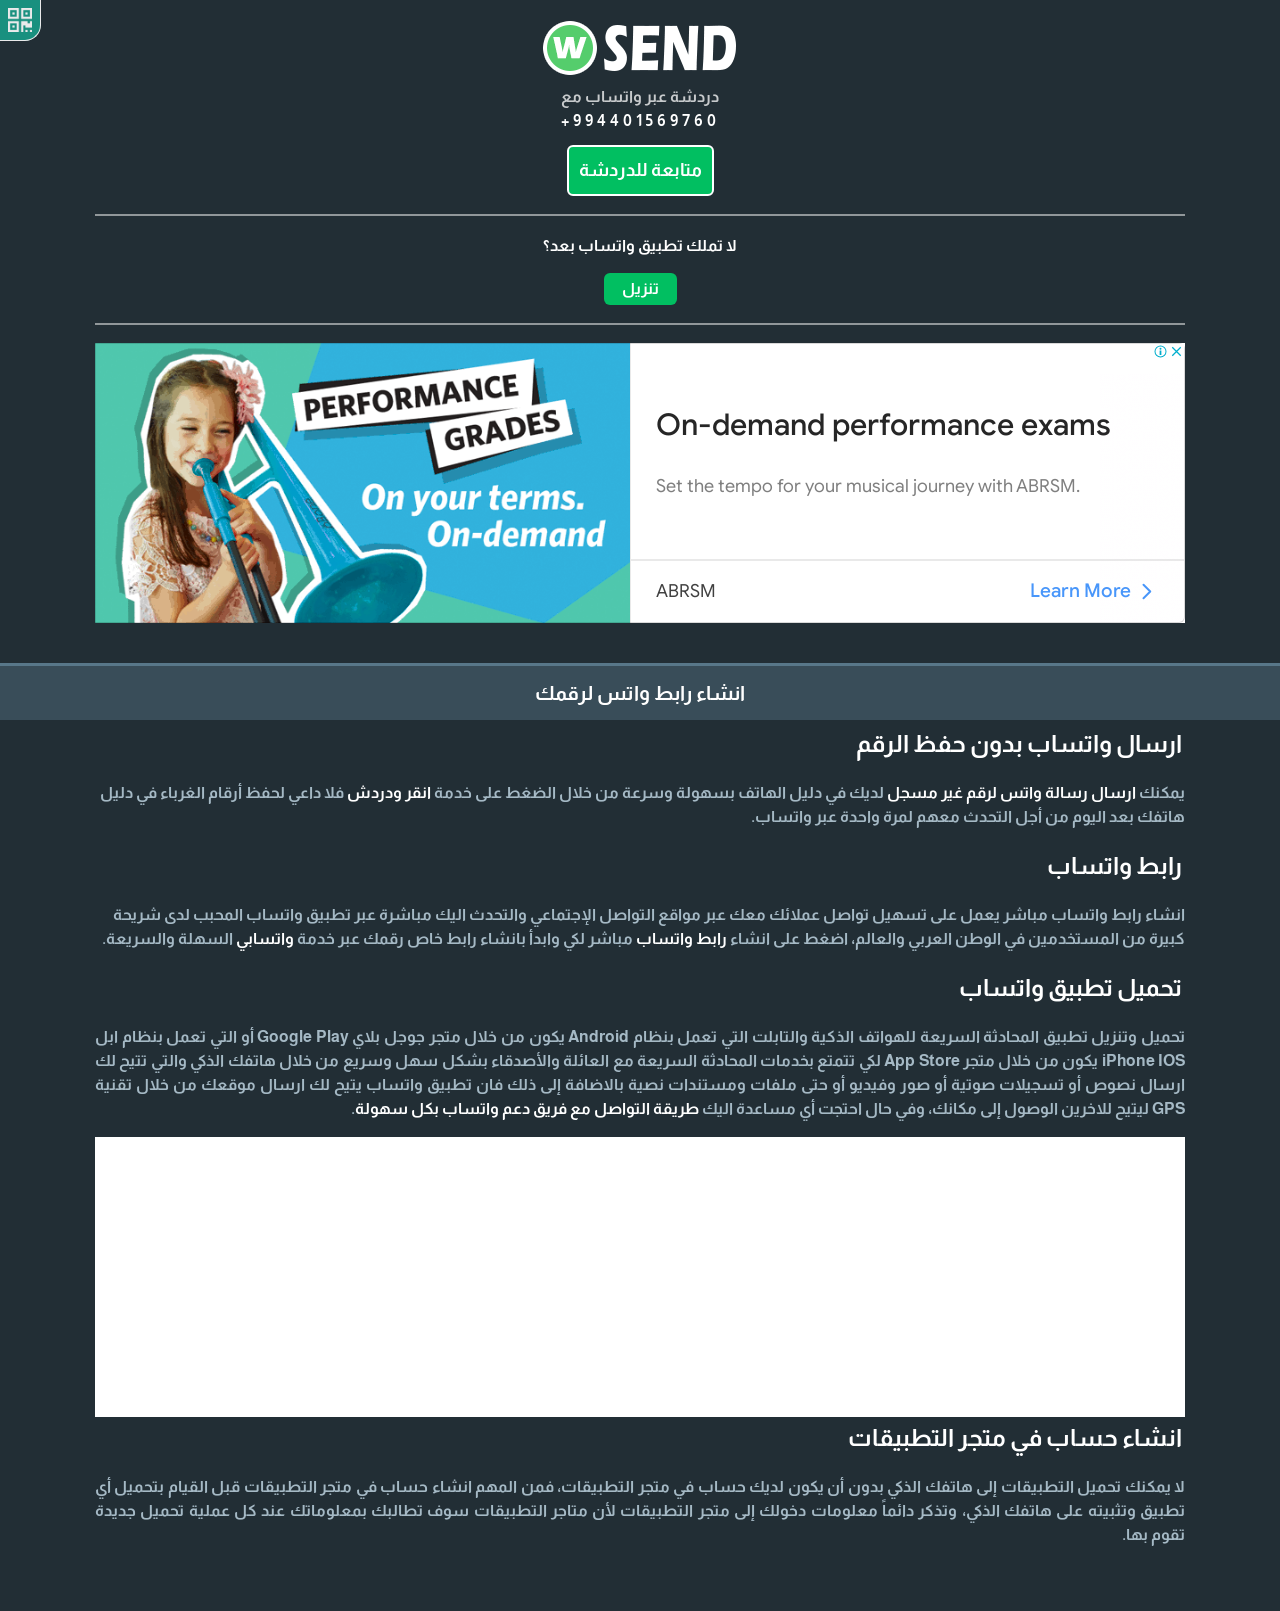 W SEND
دردشة عبر واتساب مع
+994401569760
متابعة للدردشة
لا تملك تطبيق واتساب بعد؟
تنزيل
PERFORMANCE
GRADES
On your terms.
On-demand
On-demand performance exams
Set the tempo for your musical journey with ABRSM.
ABRSM
Learn More
انشاء رابط واتس لرقمك
ارسال واتساب بدون حفظ الرقم
يمكنك ارسال رسالة واتس لرقم غير مسجل لديك في دليل الهاتف بسهولة وسرعة من خلال الضغط على خدمة انقر ودردش فلا داعي لحفظ أرقام الغرباء في دليل
هاتفك بعد اليوم من أجل التحدث معهم لمرة واحدة عبر واتساب.
رابط واتساب
انشاء رابط واتساب مباشر يعمل على تسهيل تواصل عملائك معك عبر مواقع التواصل الإجتماعي والتحدث اليك مباشرة عبر تطبيق واتساب المحبب لدى شريحة
كبيرة من المستخدمين في الوطن العربي والعالم، اضغط على انشاء رابط واتساب مباشر لكي وابدأ بانشاء رابط خاص رقمك عبر خدمة واتسابي السهلة والسريعة.
تحميل تطبيق واتساب
تحميل وتنزيل تطبيق المحادثة السريعة للهواتف الذكية والتابلت التي تعمل بنظام Android يكون من خلال متجر جوجل بلاي Google Play أو التي تعمل بنظام ابل
iPhone IOS يكون من خلال متجر App Store لكي تتمتع بخدمات المحادثة السريعة مع العائلة والأصدقاء بشكل سهل وسريع من خلال هاتفك الذكي والتي تتيح لك
ارسال نصوص أو تسجيلات صوتية أو صور وفيديو أو حتى ملفات ومستندات نصية بالاضافة إلى ذلك فان تطبيق واتساب يتيح لك ارسال موقعك من خلال تقنية
GPS ليتيح للاخرين الوصول إلى مكانك، وفي حال احتجت أي مساعدة اليك طريقة التواصل مع فريق دعم واتساب بكل سهولة.
انشاء حساب في متجر التطبيقات
لا يمكنك تحميل التطبيقات إلى هاتفك الذكي بدون أن يكون لديك حساب في متجر التطبيقات، فمن المهم انشاء حساب في متجر التطبيقات قبل القيام بتحميل أي
تطبيق وتثبيته على هاتفك الذكي، وتذكر دائماً معلومات دخولك إلى متجر التطبيقات لأن متاجر التطبيقات سوف تطالبك بمعلوماتك عند كل عملية تحميل جديدة
تقوم بها.